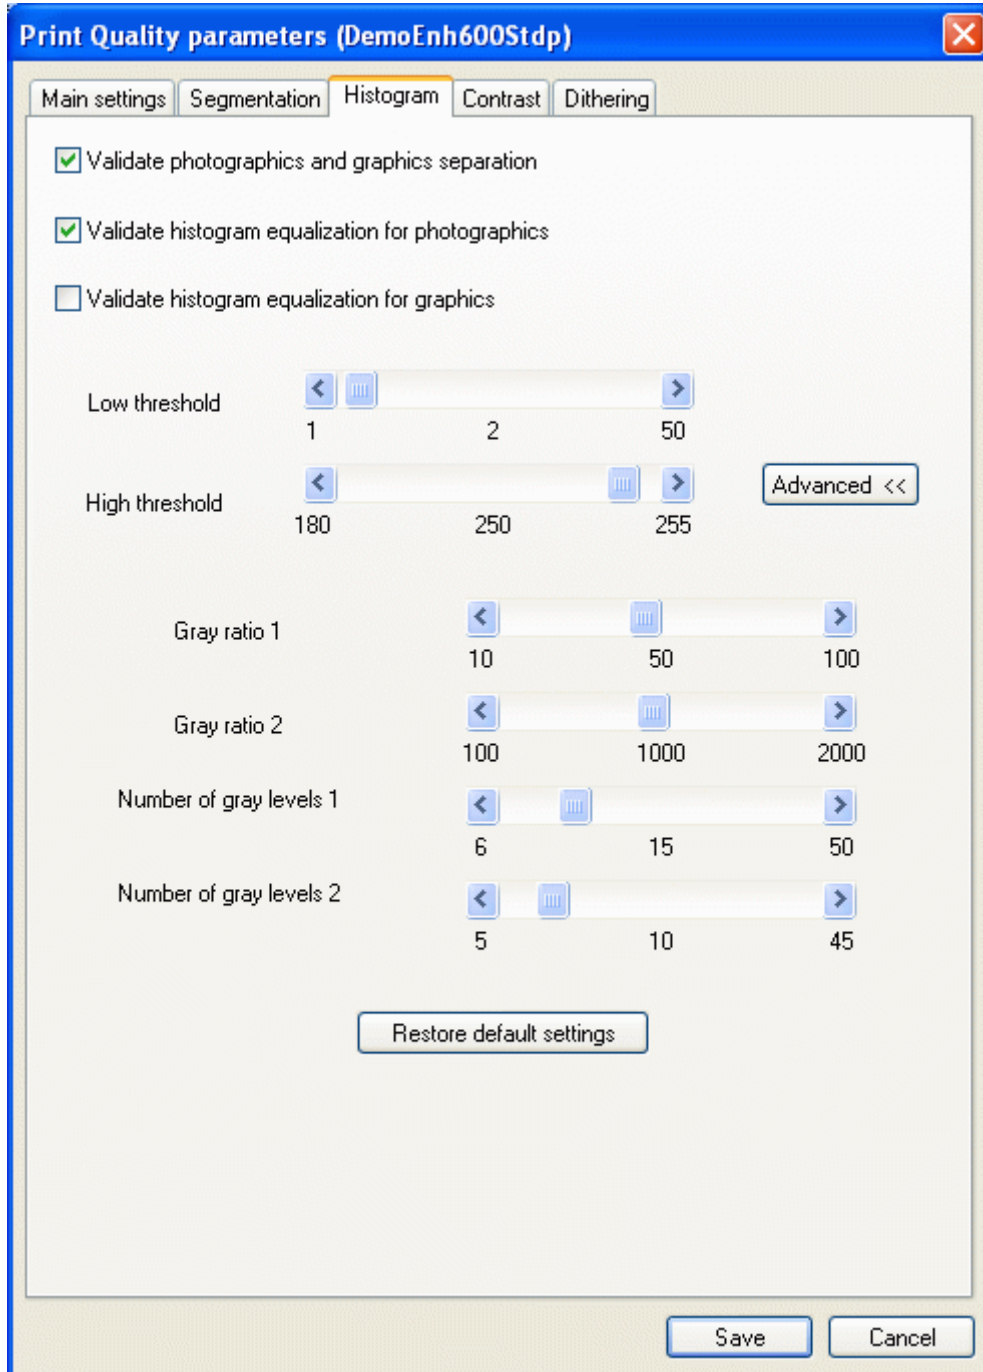 Print Quality parameters (DemoEnh600Stdp)
Main settings Segmentation Histogram Contrast Dithering
Validate photographics and graphics separation
Validate histogram equalization for photographics
Validate histogram equalization for graphics
Low threshold
1 2 50
High threshold
180 250 255
Advanced <<
Gray ratio 1
10 50 100
Gray ratio 2
100 1000 2000
Number of gray levels 1
6 15 50
Number of gray levels 2
5 10 45
Restore default settings
Save Cancel